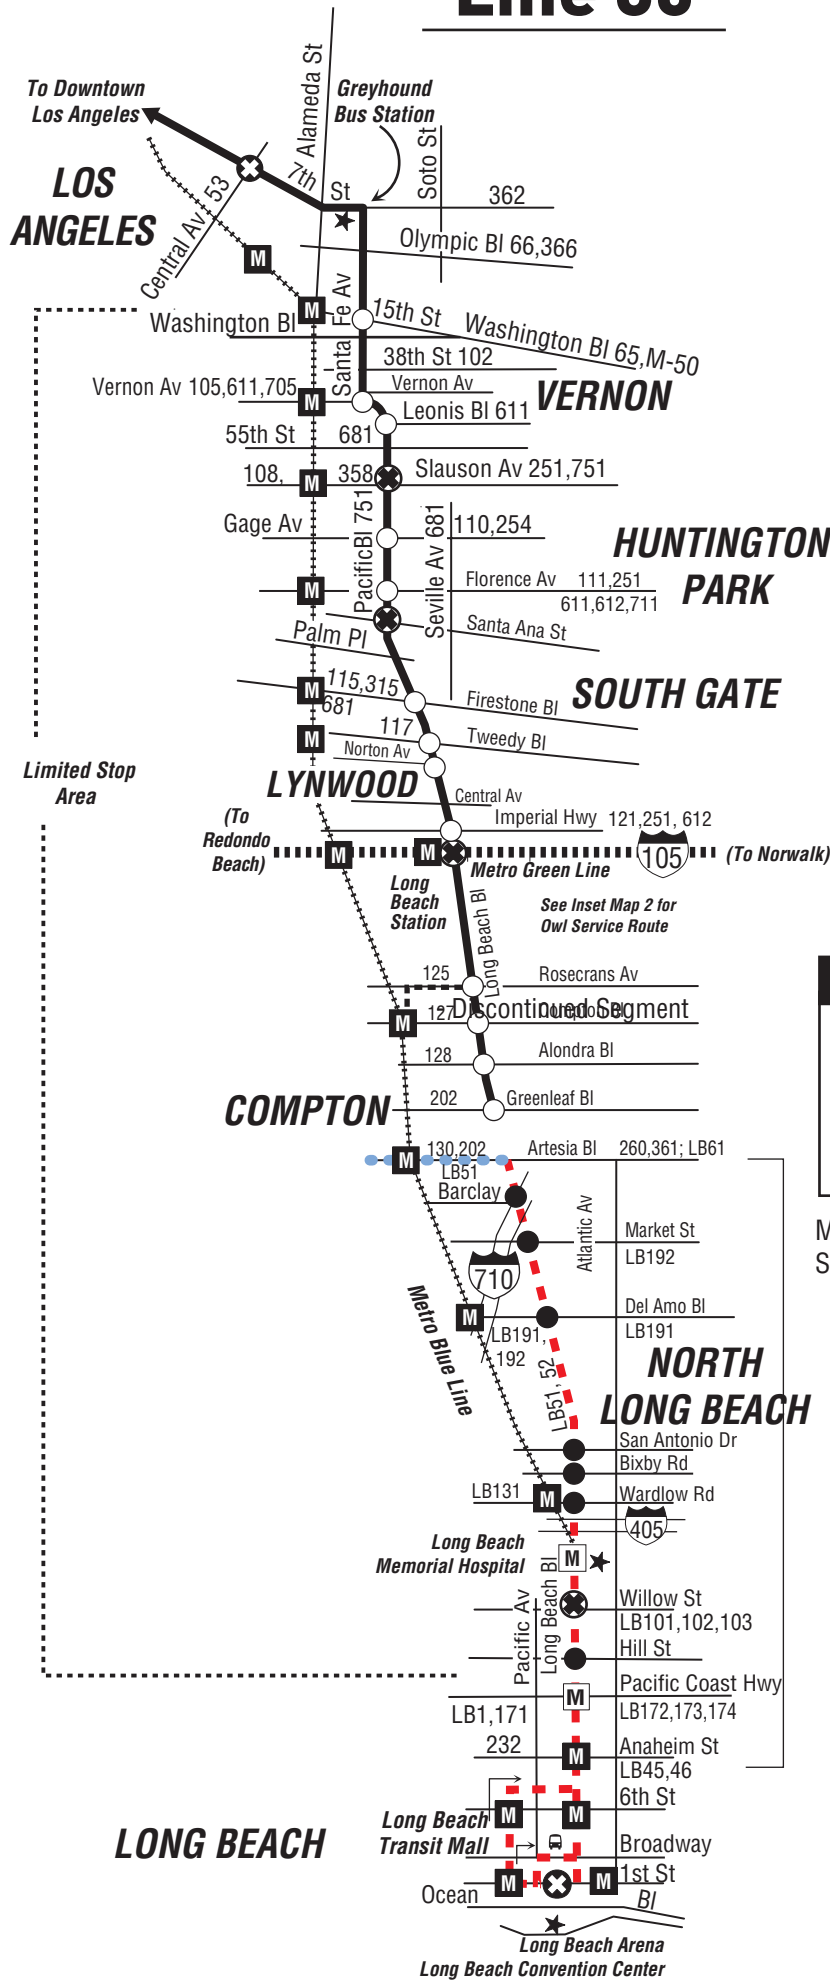 Line
To Downtown
Los Angeles
Alameda St
Greyhound
Bus Station
Soto St
LOS
ANGELES
Central Av 53
7th
St
362
Olympic Bl 66,366
Santa Fe Av
15th St
Washington Bl
Washington Bl 65,M-50
38th St 102
Vernon Av 105,611,705
Vernon Av
VERNON
Leonis Bl 611
55th St 681
108, 358
Slauson Av 251,751
Pacific Bl 751
Seville Av 681
Gage Av
110,254
HUNTINGTON
PARK
Florence Av 111,251
611,612,711
Santa Ana St
Palm Pl
115,315
681
Firestone Bl
SOUTH GATE
117
Tweedy Bl
Norton Av
LYNWOOD
Limited Stop
Area
Central Av
Imperial Hwy 121,251, 612
(To
Redondo
Beach)
105
(To Norwalk)
Metro Green Line
Long
Beach
Station
Long Beach Bl
See Inset Map 2 for
Owl Service Route
125
Rosecrans Av
Discontinued Segment
127
Compton Bl
128
Alondra Bl
COMPTON
202
Greenleaf Bl
130,202
LB51
Artesia Bl
260,361; LB61
Barclay
Atlantic Av
Market St
LB192
710
Metro Blue Line
Del Amo Bl
LB191
LB191,
192
LB51, 52
NORTH
LONG BEACH
San Antonio Dr
Bixby Rd
LB131
Wardlow Rd
405
Long Beach
Memorial Hospital
M
Pacific Av
Long Beach Bl
Willow St
LB101,102,103
Hill St
Pacific Coast Hwy
LB172,173,174
LB1,171
232
Anaheim St
LB45,46
6th St
Long Beach
Transit Mall
LONG BEACH
Broadway
1st St
Ocean Bl
Long Beach Arena
Long Beach Convention Center